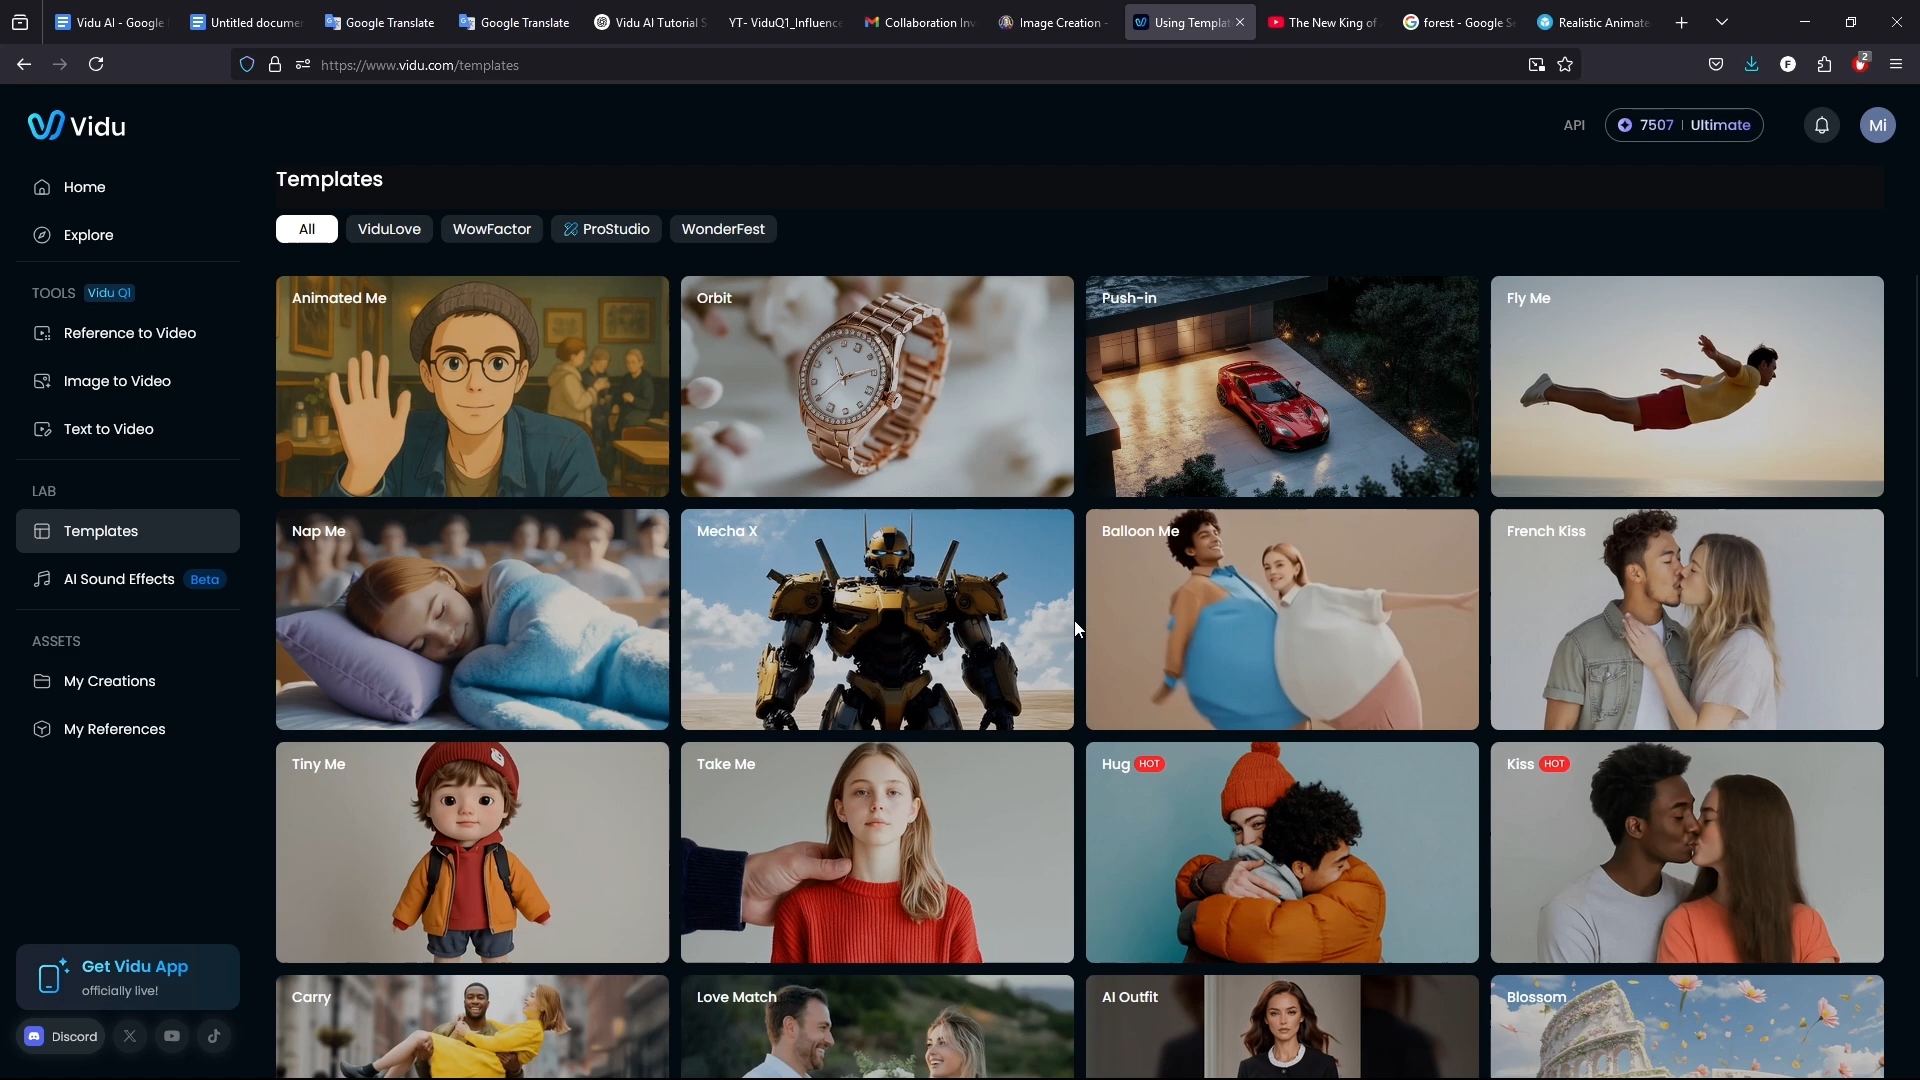 Vidu AI - Google
Untitled docume
Google Translate
Google Translate
Vidu AI Tutorial S
YT- ViduQ1_Influence
Collaboration Inv
Image Creation -
Using Templat
The New King of
forest - Google Se
Realistic Animate
https://www.vidu.com/templates
F
2
Vidu
API
7507 | Ultimate
Mi
Home
Explore
TOOLS Vidu Q1
Reference to Video
Image to Video
Text to Video
LAB
Templates
AI Sound Effects Beta
ASSETS
My Creations
My References
Get Vidu App
officially live!
Discord
Templates
All
ViduLove
WowFactor
ProStudio
WonderFest
Animated Me
Orbit
Push-in
Fly Me
Nap Me
Mecha X
Balloon Me
French Kiss
Tiny Me
Take Me
Hug HOT
Kiss HOT
Carry
Love Match
AI Outfit
Blossom